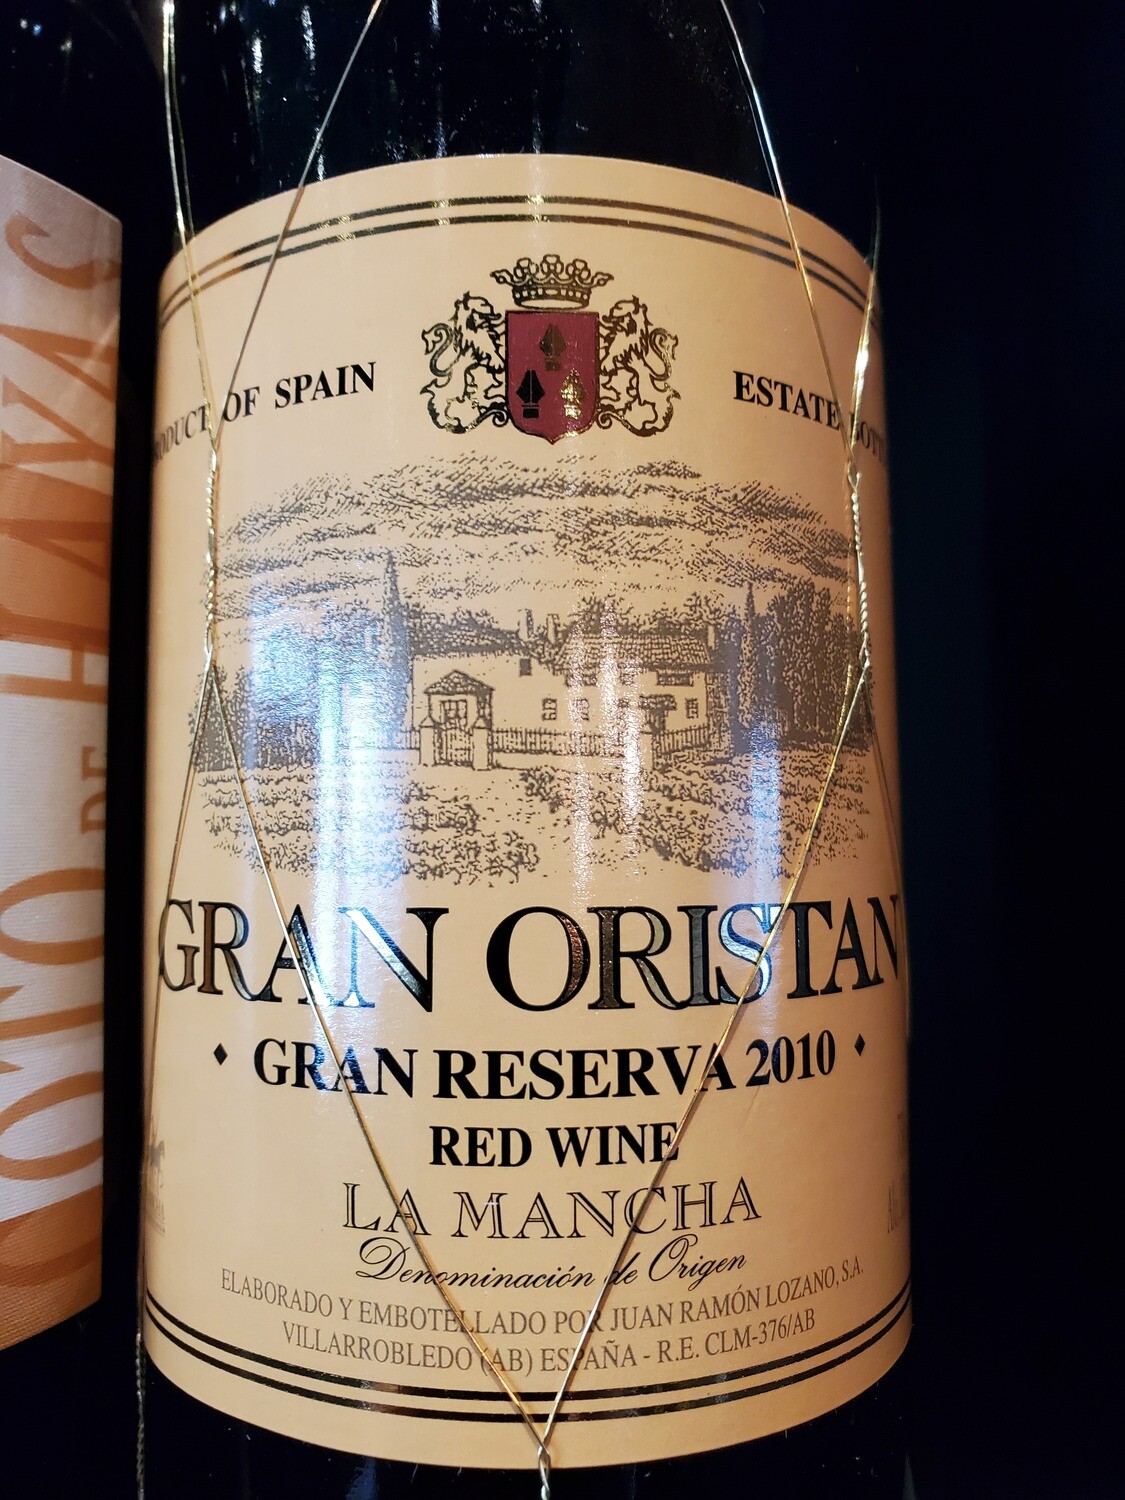 OF SPAIN
ESTATE
GRAN ORISTAN
GRAN RESERVA 2010
RED WINE
LA MANCHA
Denominación de Origen
ELABORADO Y EMBOTELLADO POR JUAN RAMÓN LOZANO, S.A.
VILLARROBLEDO (AB) ESPAÑA - R.E. CLM-376/AB
DE